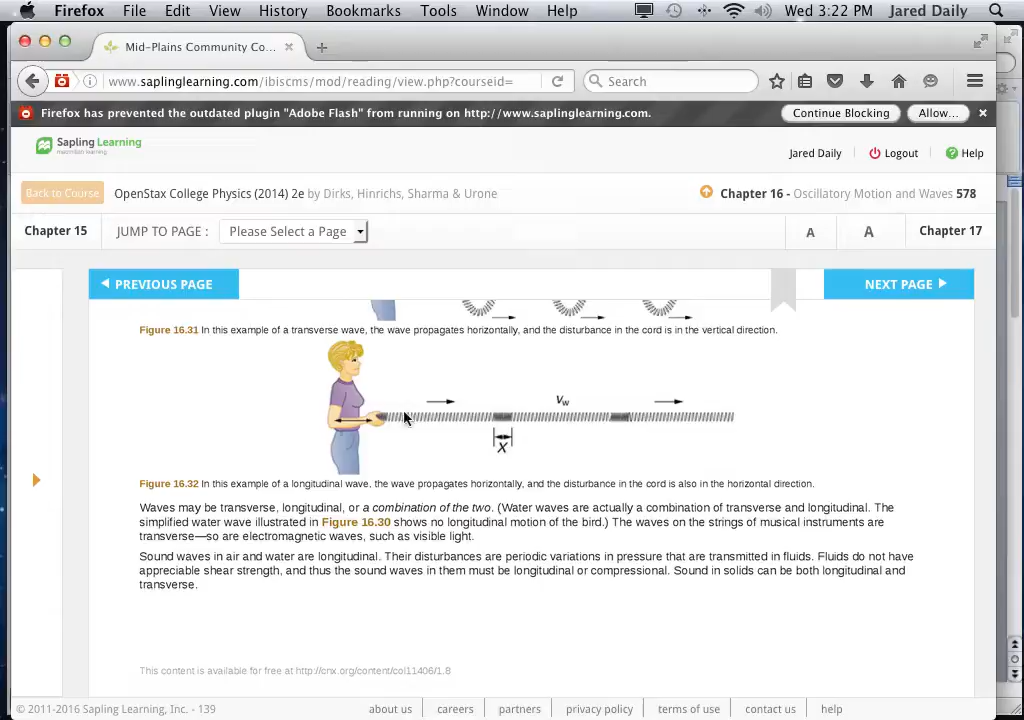 Firefox File Edit View History Bookmarks Tools Window Help Wed 3:22 PM Jared Daily
Mid-Plains Community Co...
www.saplinglearning.com/ibiscms/mod/reading/view.php?courseid= Search
Firefox has prevented the outdated plugin "Adobe Flash" from running on http://www.saplinglearning.com. Continue Blocking Allow...
Sapling Learning
macmillan learning
Jared Daily Logout Help
Back to Course OpenStax College Physics (2014) 2e by Dirks, Hinrichs, Sharma & Urone Chapter 16 - Oscillatory Motion and Waves 578
Chapter 15 JUMP TO PAGE : Please Select a Page A A Chapter 17
PREVIOUS PAGE NEXT PAGE
Figure 16.31 In this example of a transverse wave, the wave propagates horizontally, and the disturbance in the cord is in the vertical direction.
vw
X
Figure 16.32 In this example of a longitudinal wave, the wave propagates horizontally, and the disturbance in the cord is also in the horizontal direction.
Waves may be transverse, longitudinal, or a combination of the two. (Water waves are actually a combination of transverse and longitudinal. The
simplified water wave illustrated in Figure 16.30 shows no longitudinal motion of the bird.) The waves on the strings of musical instruments are
transverse—so are electromagnetic waves, such as visible light.
Sound waves in air and water are longitudinal. Their disturbances are periodic variations in pressure that are transmitted in fluids. Fluids do not have
appreciable shear strength, and thus the sound waves in them must be longitudinal or compressional. Sound in solids can be both longitudinal and
transverse.
This content is available for free at http://cnx.org/content/col11406/1.8
© 2011-2016 Sapling Learning, Inc. - 139 about us careers partners privacy policy terms of use contact us help